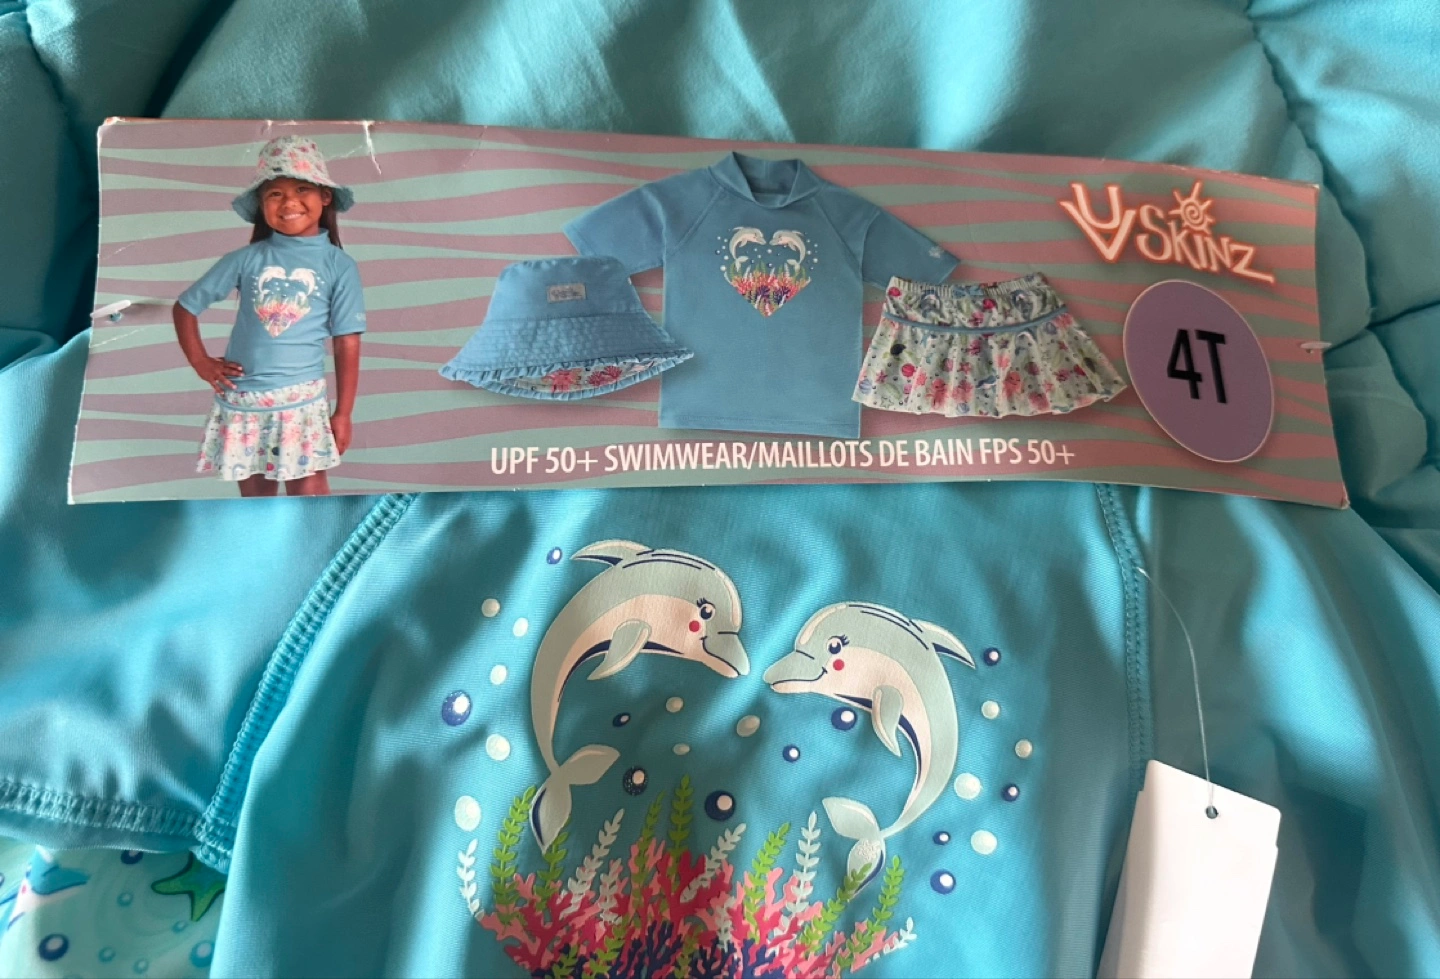 UV SKINZ
4T
UPF 50+ SWIMWEAR/MAILLOTS DE BAIN FPS 50+